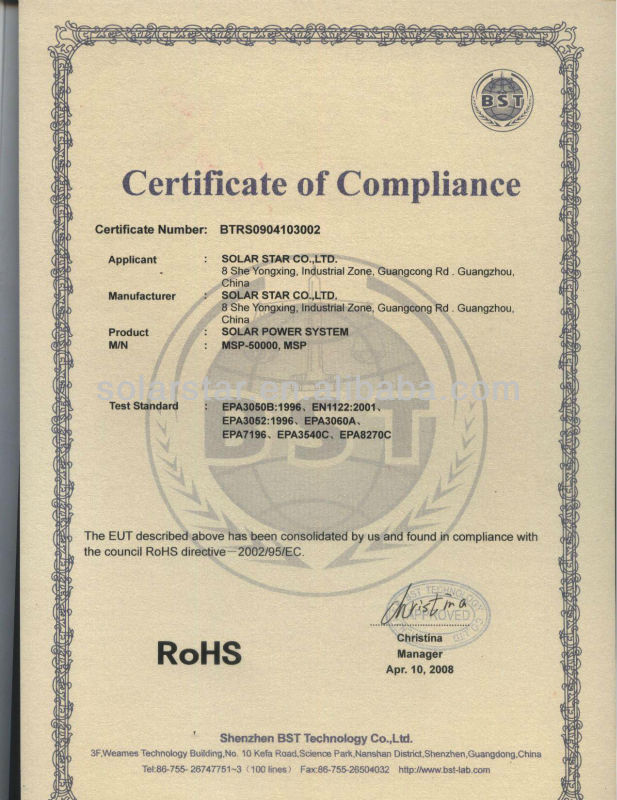 BST
Certificate of Compliance
Certificate Number: BTRS0904103002
Applicant : SOLAR STAR CO.,LTD.
8 She Yongxing, Industrial Zone, Guangcong Rd . Guangzhou,
China
Manufacturer : SOLAR STAR CO.,LTD,
8 She Yongxing, Industrial Zone, Guangcong Rd . Guangzhou,
China
Product : SOLAR POWER SYSTEM
M/N : MSP-50000, MSP
solarstar.en.alibaba.com
Test Standard : EPA3050B:1996、EN1122:2001、
EPA3052:1996、EPA3060A、
EPA7196、EPA3540C、EPA8270C
BST
The EUT described above has been consolidated by us and found in compliance with
the council RoHS directive—2002/95/EC.
BST TECHNOLOGY CO.,LTD
APPROVED
Christina
RoHS
Christina
Manager
Apr. 10, 2008
Shenzhen BST Technology Co.,Ltd.
3F,Weames Technology Building,No. 10 Kefa Road,Science Park,Nanshan District,Shenzhen,Guangdong,China
Tel:86-755- 26747751~3 (100 lines) Fax:86-755-26504032 http://www.bst-lab.com